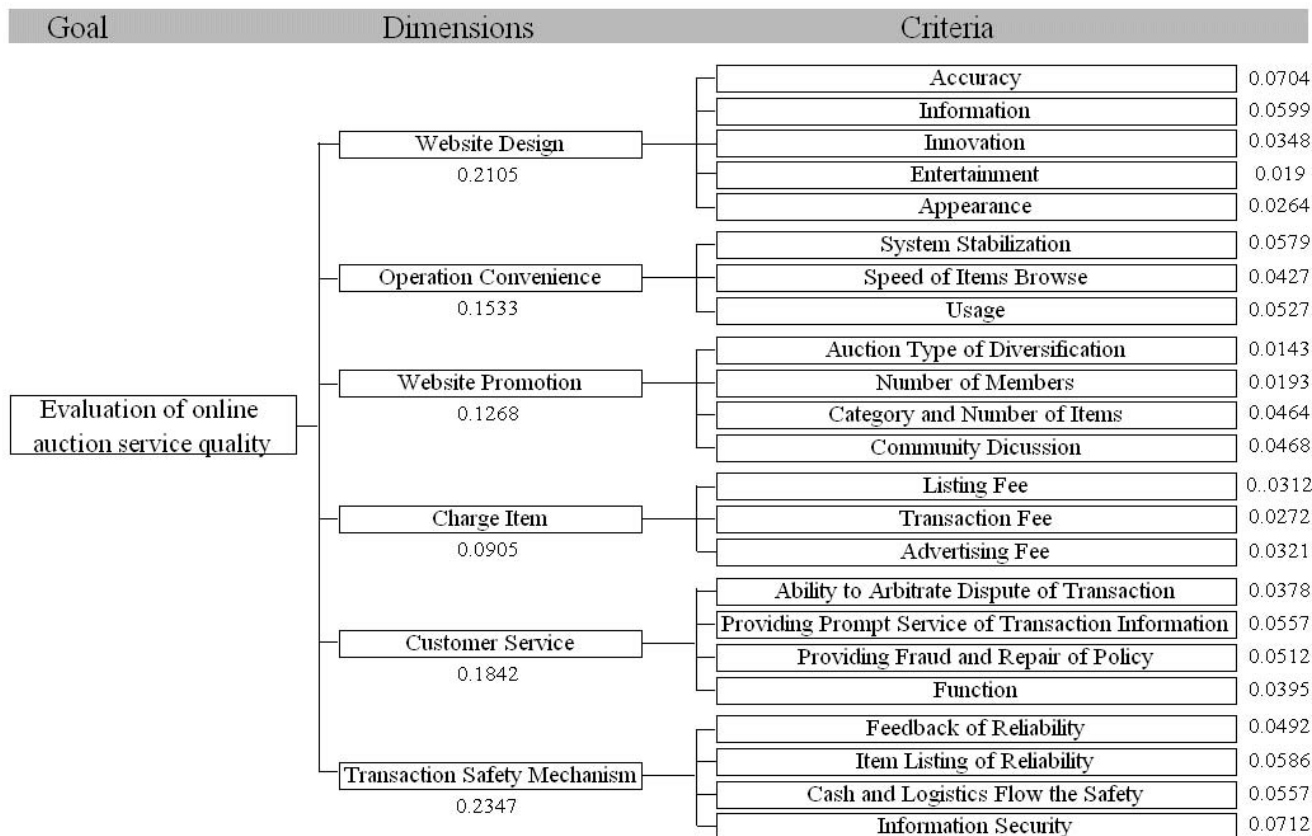 Goal Dimensions Criteria
Accuracy 0.0704
Information 0.0599
Website Design Innovation 0.0348
0.2105
Entertainment 0.019
Appearance 0.0264
System Stabilization 0.0579
Operation Convenience Speed of Items Browse 0.0427
0.1533
Usage 0.0527
Auction Type of Diversification 0.0143
Website Promotion Number of Members 0.0193
0.1268
Category and Number of Items 0.0464
Community Dicussion 0.0468
Evaluation of online
auction service quality
Listing Fee 0..0312
Charge Item Transaction Fee 0.0272
0.0905
Advertising Fee 0.0321
Ability to Arbitrate Dispute of Transaction 0.0378
Providing Prompt Service of Transaction Information 0.0557
Customer Service
0.1842
Providing Fraud and Repair of Policy 0.0512
Function 0.0395
Feedback of Reliability 0.0492
Item Listing of Reliability 0.0586
Transaction Safety Mechanism
0.2347
Cash and Logistics Flow the Safety 0.0557
Information Security 0.0712